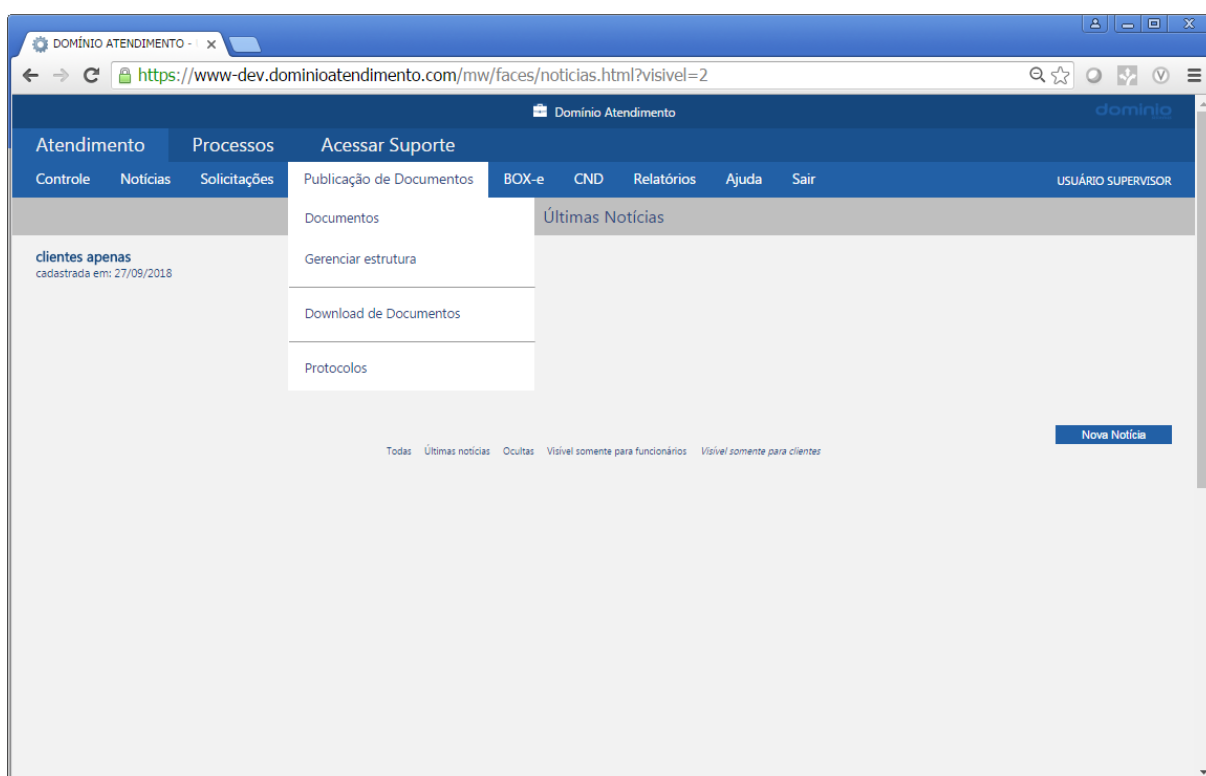 DOMÍNIO ATENDIMENTO -
https://www-dev.dominioatendimento.com/mw/faces/noticias.html?visivel=2
Domínio Atendimento
dominio
Atendimento Processos Acessar Suporte
Controle Notícias Solicitações Publicação de Documentos BOX-e CND Relatórios Ajuda Sair USUÁRIO SUPERVISOR
Documentos
Últimas Notícias
clientes apenas
cadastrada em: 27/09/2018
Gerenciar estrutura
Download de Documentos
Protocolos
Nova Notícia
Todas Últimas notícias Ocultas Visível somente para funcionários Visível somente para clientes